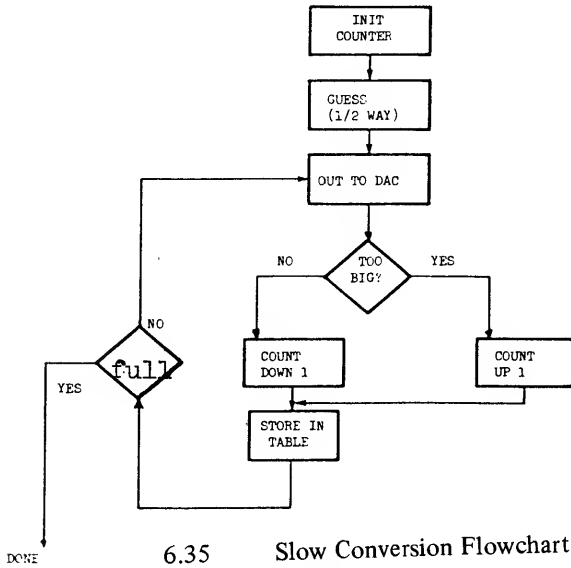 INIT
COUNTER
GUESS
(1/2 WAY)
OUT TO DAC
NO
TOO
BIG?
YES
NO
full
YES
COUNT
DOWN 1
COUNT
UP 1
STORE IN
TABLE
DONE
6.35 Slow Conversion Flowchart